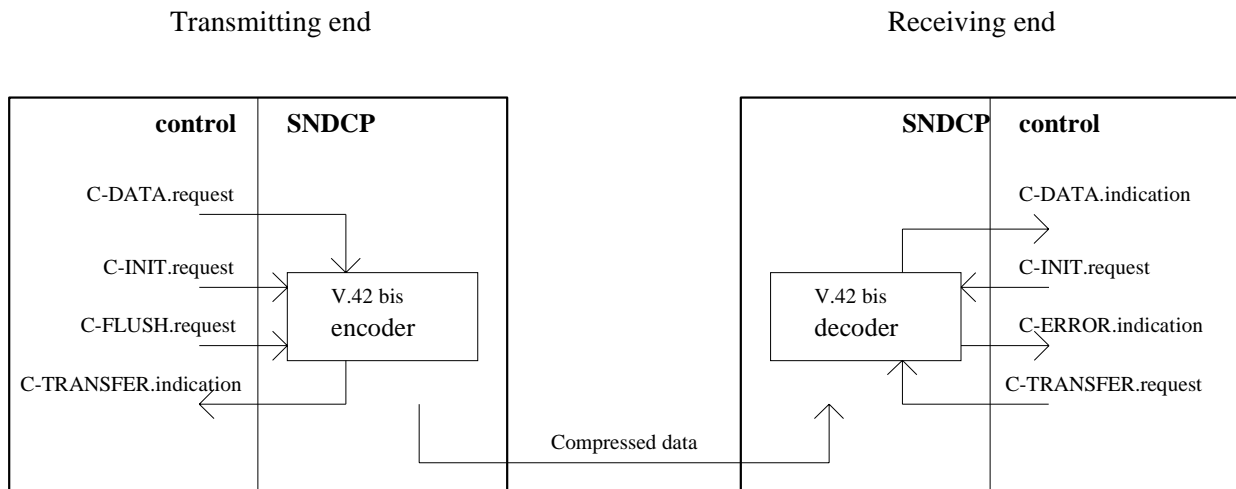 Transmitting end
Receiving end
control
SNDCP
SNDCP
control
C-DATA.request
C-INIT.request
C-FLUSH.request
C-TRANSFER.indication
V.42 bis
encoder
Compressed data
V.42 bis
decoder
C-DATA.indication
C-INIT.request
C-ERROR.indication
C-TRANSFER.request